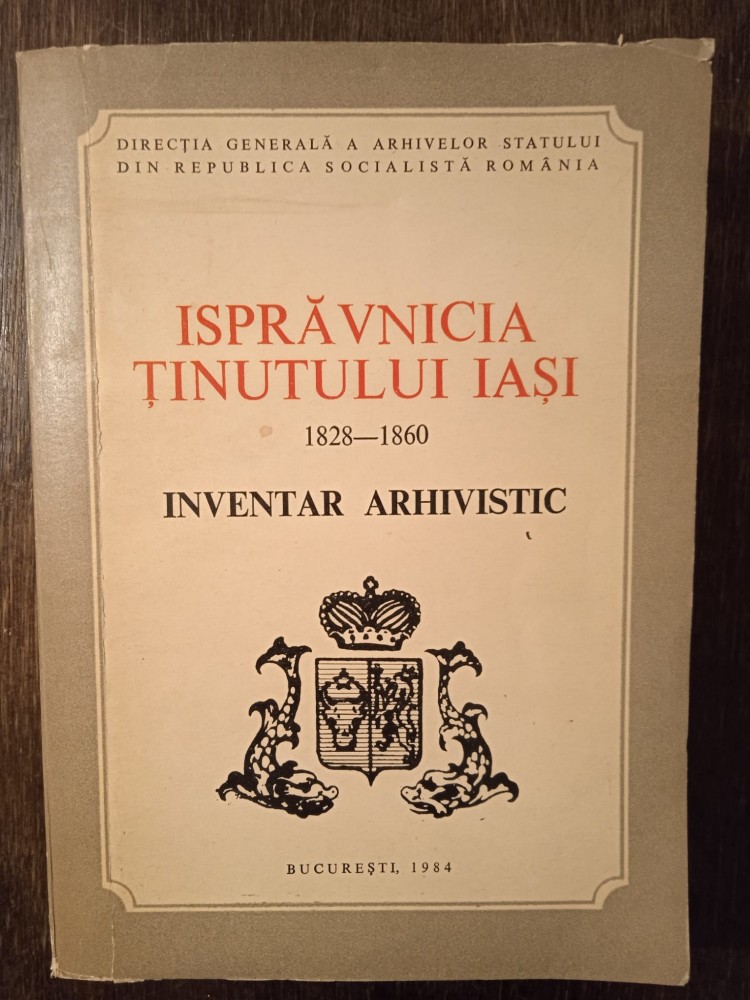 DIRECȚIA GENERALĂ A ARHIVELOR STATULUI
DIN REPUBLICA SOCIALISTĂ ROMÂNIA
ISPRĂVNICIA
ȚINUTULUI IAȘI
1828—1860
INVENTAR ARHIVISTIC
BUCUREȘTI, 1984